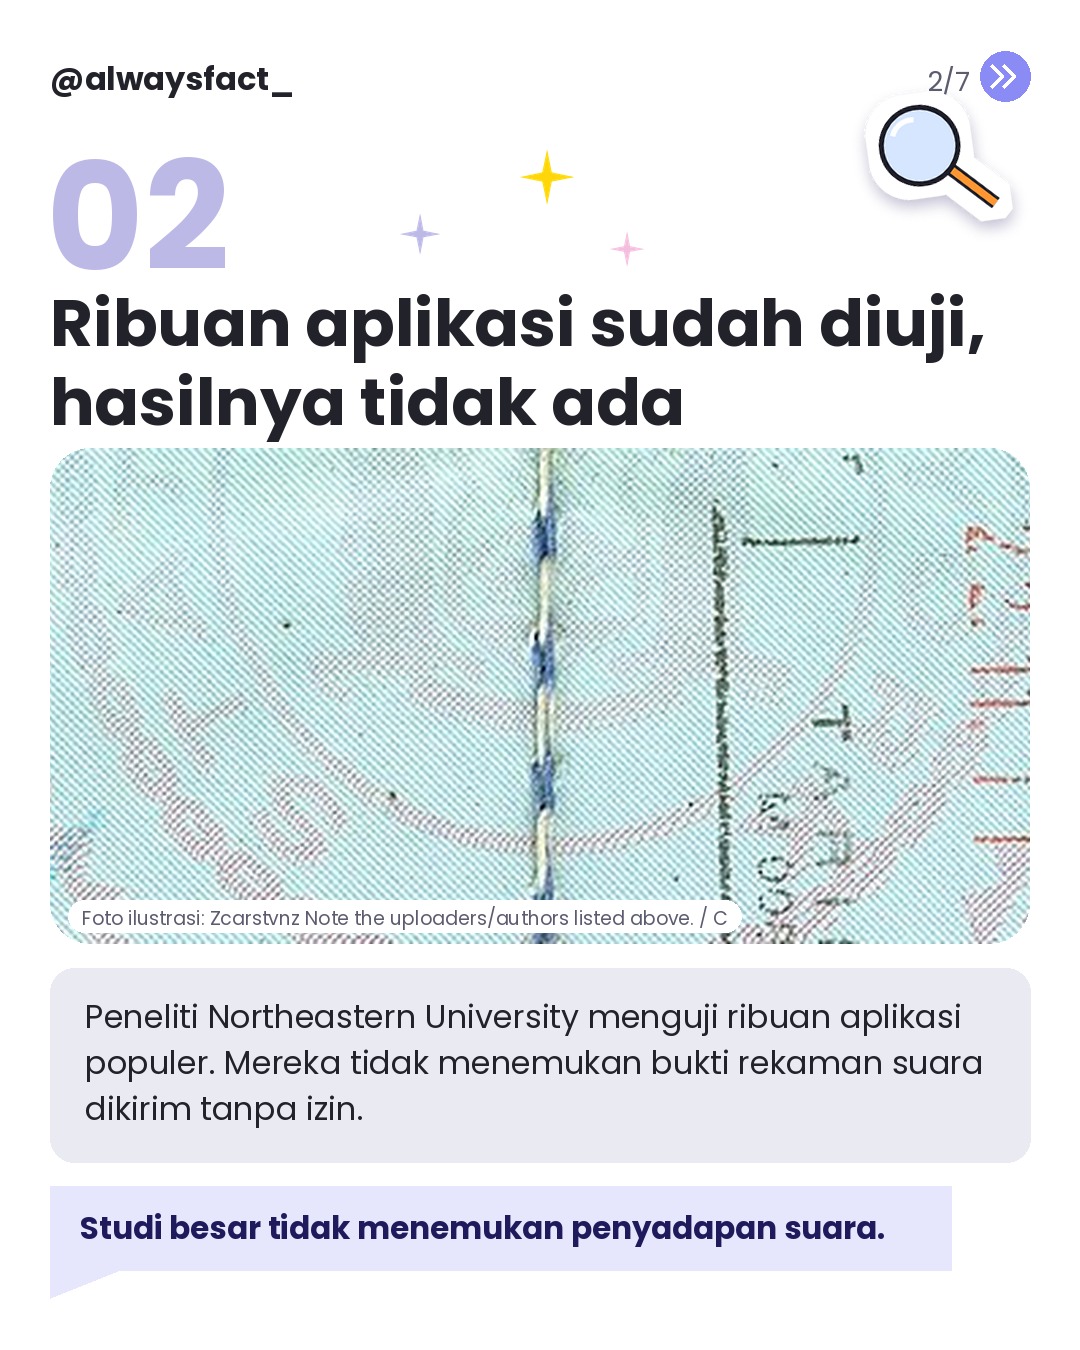 @alwaysfact_
2/7
02
Ribuan aplikasi sudah diuji,
hasilnya tidak ada
Foto ilustrasi: Zcarstvnz Note the uploaders/authors listed above. / C
Peneliti Northeastern University menguji ribuan aplikasi
populer. Mereka tidak menemukan bukti rekaman suara
dikirim tanpa izin.
Studi besar tidak menemukan penyadapan suara.